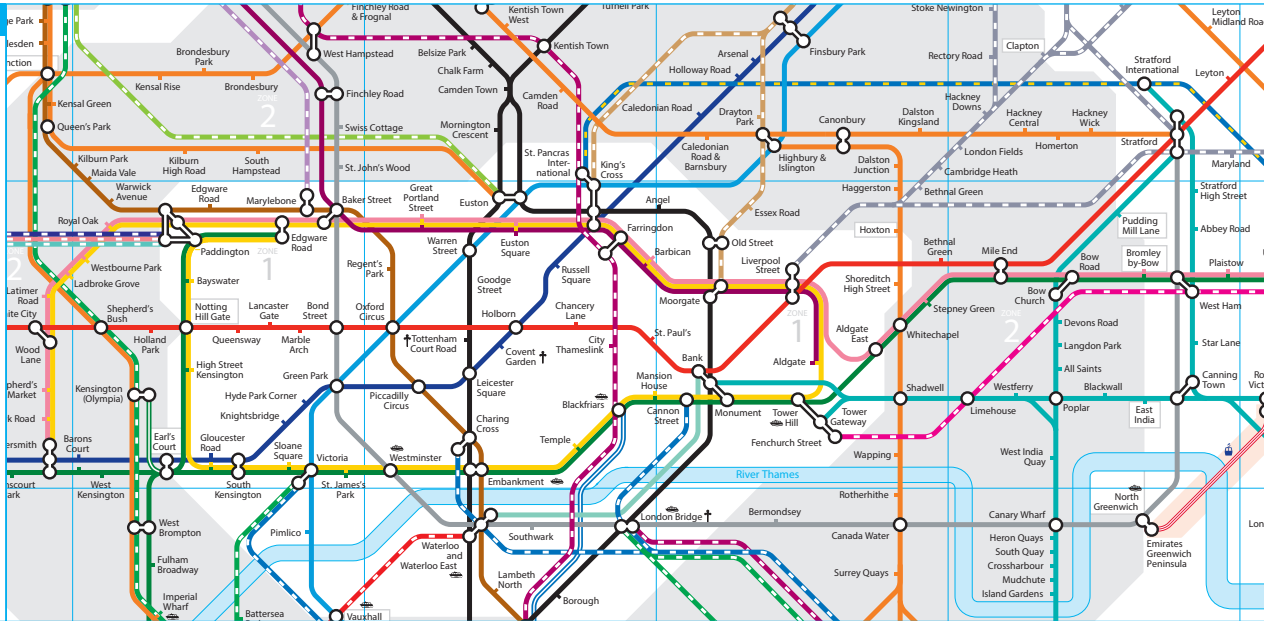 Finchley Road
& Frognal
Kentish Town
West
Tufnell Park
Stoke Newington
Leyton
Midland Road
Brondesbury
Park
West Hampstead
Belsize Park
Kentish Town
Arsenal
Finsbury Park
Rectory Road
Clapton
Stratford
International
Leyton
Kensal Rise
Brondesbury
Chalk Farm
Holloway Road
Camden Town
Kensal Green
ZONE
2
Finchley Road
Camden
Road
Caledonian Road
Hackney
Downs
Queen's Park
Swiss Cottage
Mornington
Crescent
Drayton
Park
Canonbury
Dalston
Kingsland
Hackney
Central
Hackney
Wick
Kilburn Park
Kilburn
High Road
South
Hampstead
St. John's Wood
St. Pancras
Inter-
national
King's
Cross
Caledonian
Road &
Barnsbury
Highbury &
Islington
Dalston
Junction
London Fields
Homerton
Stratford
Maryland
Maida Vale
Warwick
Avenue
Edgware
Road
Marylebone
Baker Street
Great
Portland
Street
Euston
Angel
Haggerston
Cambridge Heath
Bethnal Green
Stratford
High Street
Royal Oak
Essex Road
Hoxton
Pudding
Mill Lane
Abbey Road
Edgware
Road
Paddington
ZONE
1
Warren
Street
Euston
Square
Farringdon
Barbican
Old Street
Liverpool
Street
Bethnal
Green
Mile End
Bow
Road
Bromley
by-Bow
Plaistow
2
Westbourne Park
Ladbroke Grove
Bayswater
Regent's
Park
Goodge
Street
Russell
Square
Moorgate
Shoreditch
High Street
Bow
Church
West Ham
Latimer
Road
Shepherd's
Bush
Notting
Hill Gate
Lancaster
Gate
Bond
Street
Oxford
Circus
Holborn
Chancery
Lane
ZONE
1
Stepney Green
ZONE
2
Wood
Lane
Holland
Park
Queensway
Marble
Arch
Tottenham
Court Road
City
Thameslink
St. Paul's
Aldgate
East
Whitechapel
Devons Road
Star Lane
High Street
Kensington
Green Park
Covent
Garden
Bank
Aldgate
Langdon Park
All Saints
Kensington
(Olympia)
Hyde Park Corner
Piccadilly
Circus
Leicester
Square
Mansion
House
Shadwell
Westferry
Blackwall
Canning
Town
Knightsbridge
Charing
Cross
Blackfriars
Cannon
Street
Monument
Tower
Hill
Tower
Gateway
Limehouse
Poplar
East
India
Barons
Court
Earl's
Court
Gloucester
Road
Sloane
Square
Victoria
Westminster
Temple
Fenchurch Street
Wapping
West India
Quay
West
Kensington
South
Kensington
St. James's
Park
Embankment
River Thames
Rotherhithe
North
Greenwich
West
Brompton
Pimlico
Southwark
London Bridge
Bermondsey
Canada Water
Canary Wharf
Heron Quays
Emirates
Greenwich
Peninsula
Fulham
Broadway
Waterloo
and
Waterloo East
Lambeth
North
Surrey Quays
South Quay
Crossharbour
Mudchute
Island Gardens
Imperial
Wharf
Battersea
Vauxhall
Borough